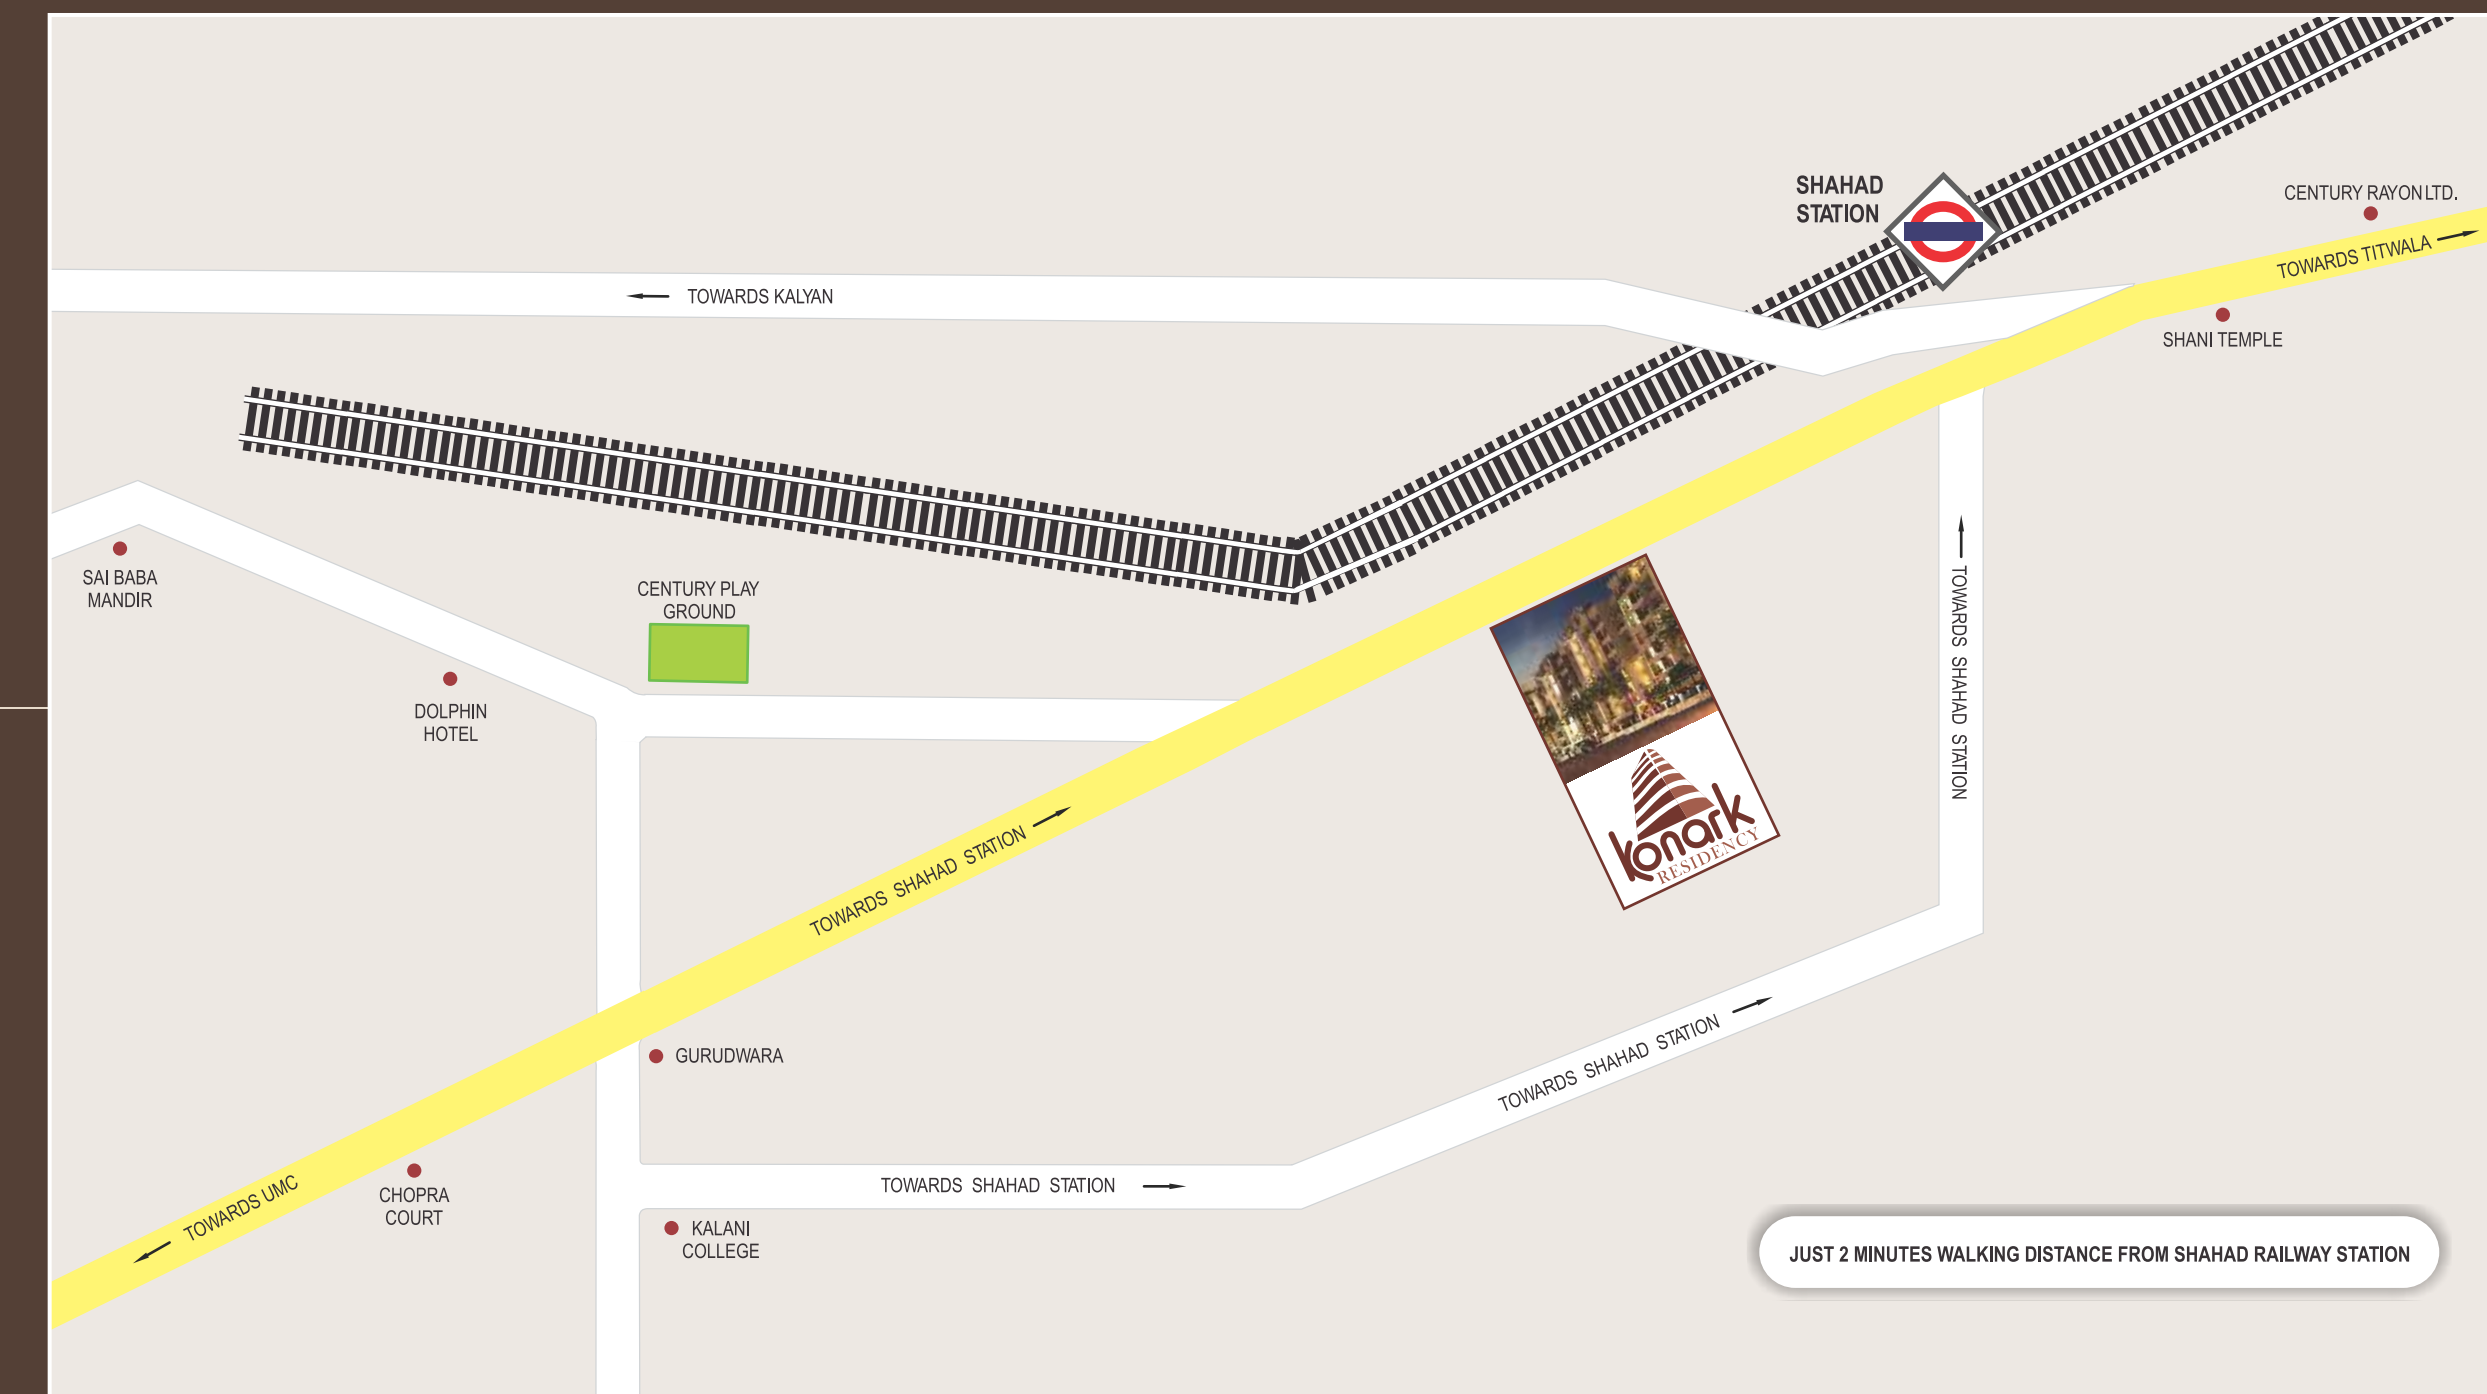 SHAHAD
STATION
CENTURY RAYON LTD.
TOWARDS TITWALA
TOWARDS KALYAN
SHANI TEMPLE
SAI BABA
MANDIR
CENTURY PLAY
GROUND
DOLPHIN
HOTEL
TOWARDS SHAHAD STATION
TOWARDS SHAHAD STATION
konark
RESIDENCY
GURUDWARA
TOWARDS SHAHAD STATION
TOWARDS UMC
CHOPRA
COURT
TOWARDS SHAHAD STATION
KALANI
COLLEGE
JUST 2 MINUTES WALKING DISTANCE FROM SHAHAD RAILWAY STATION